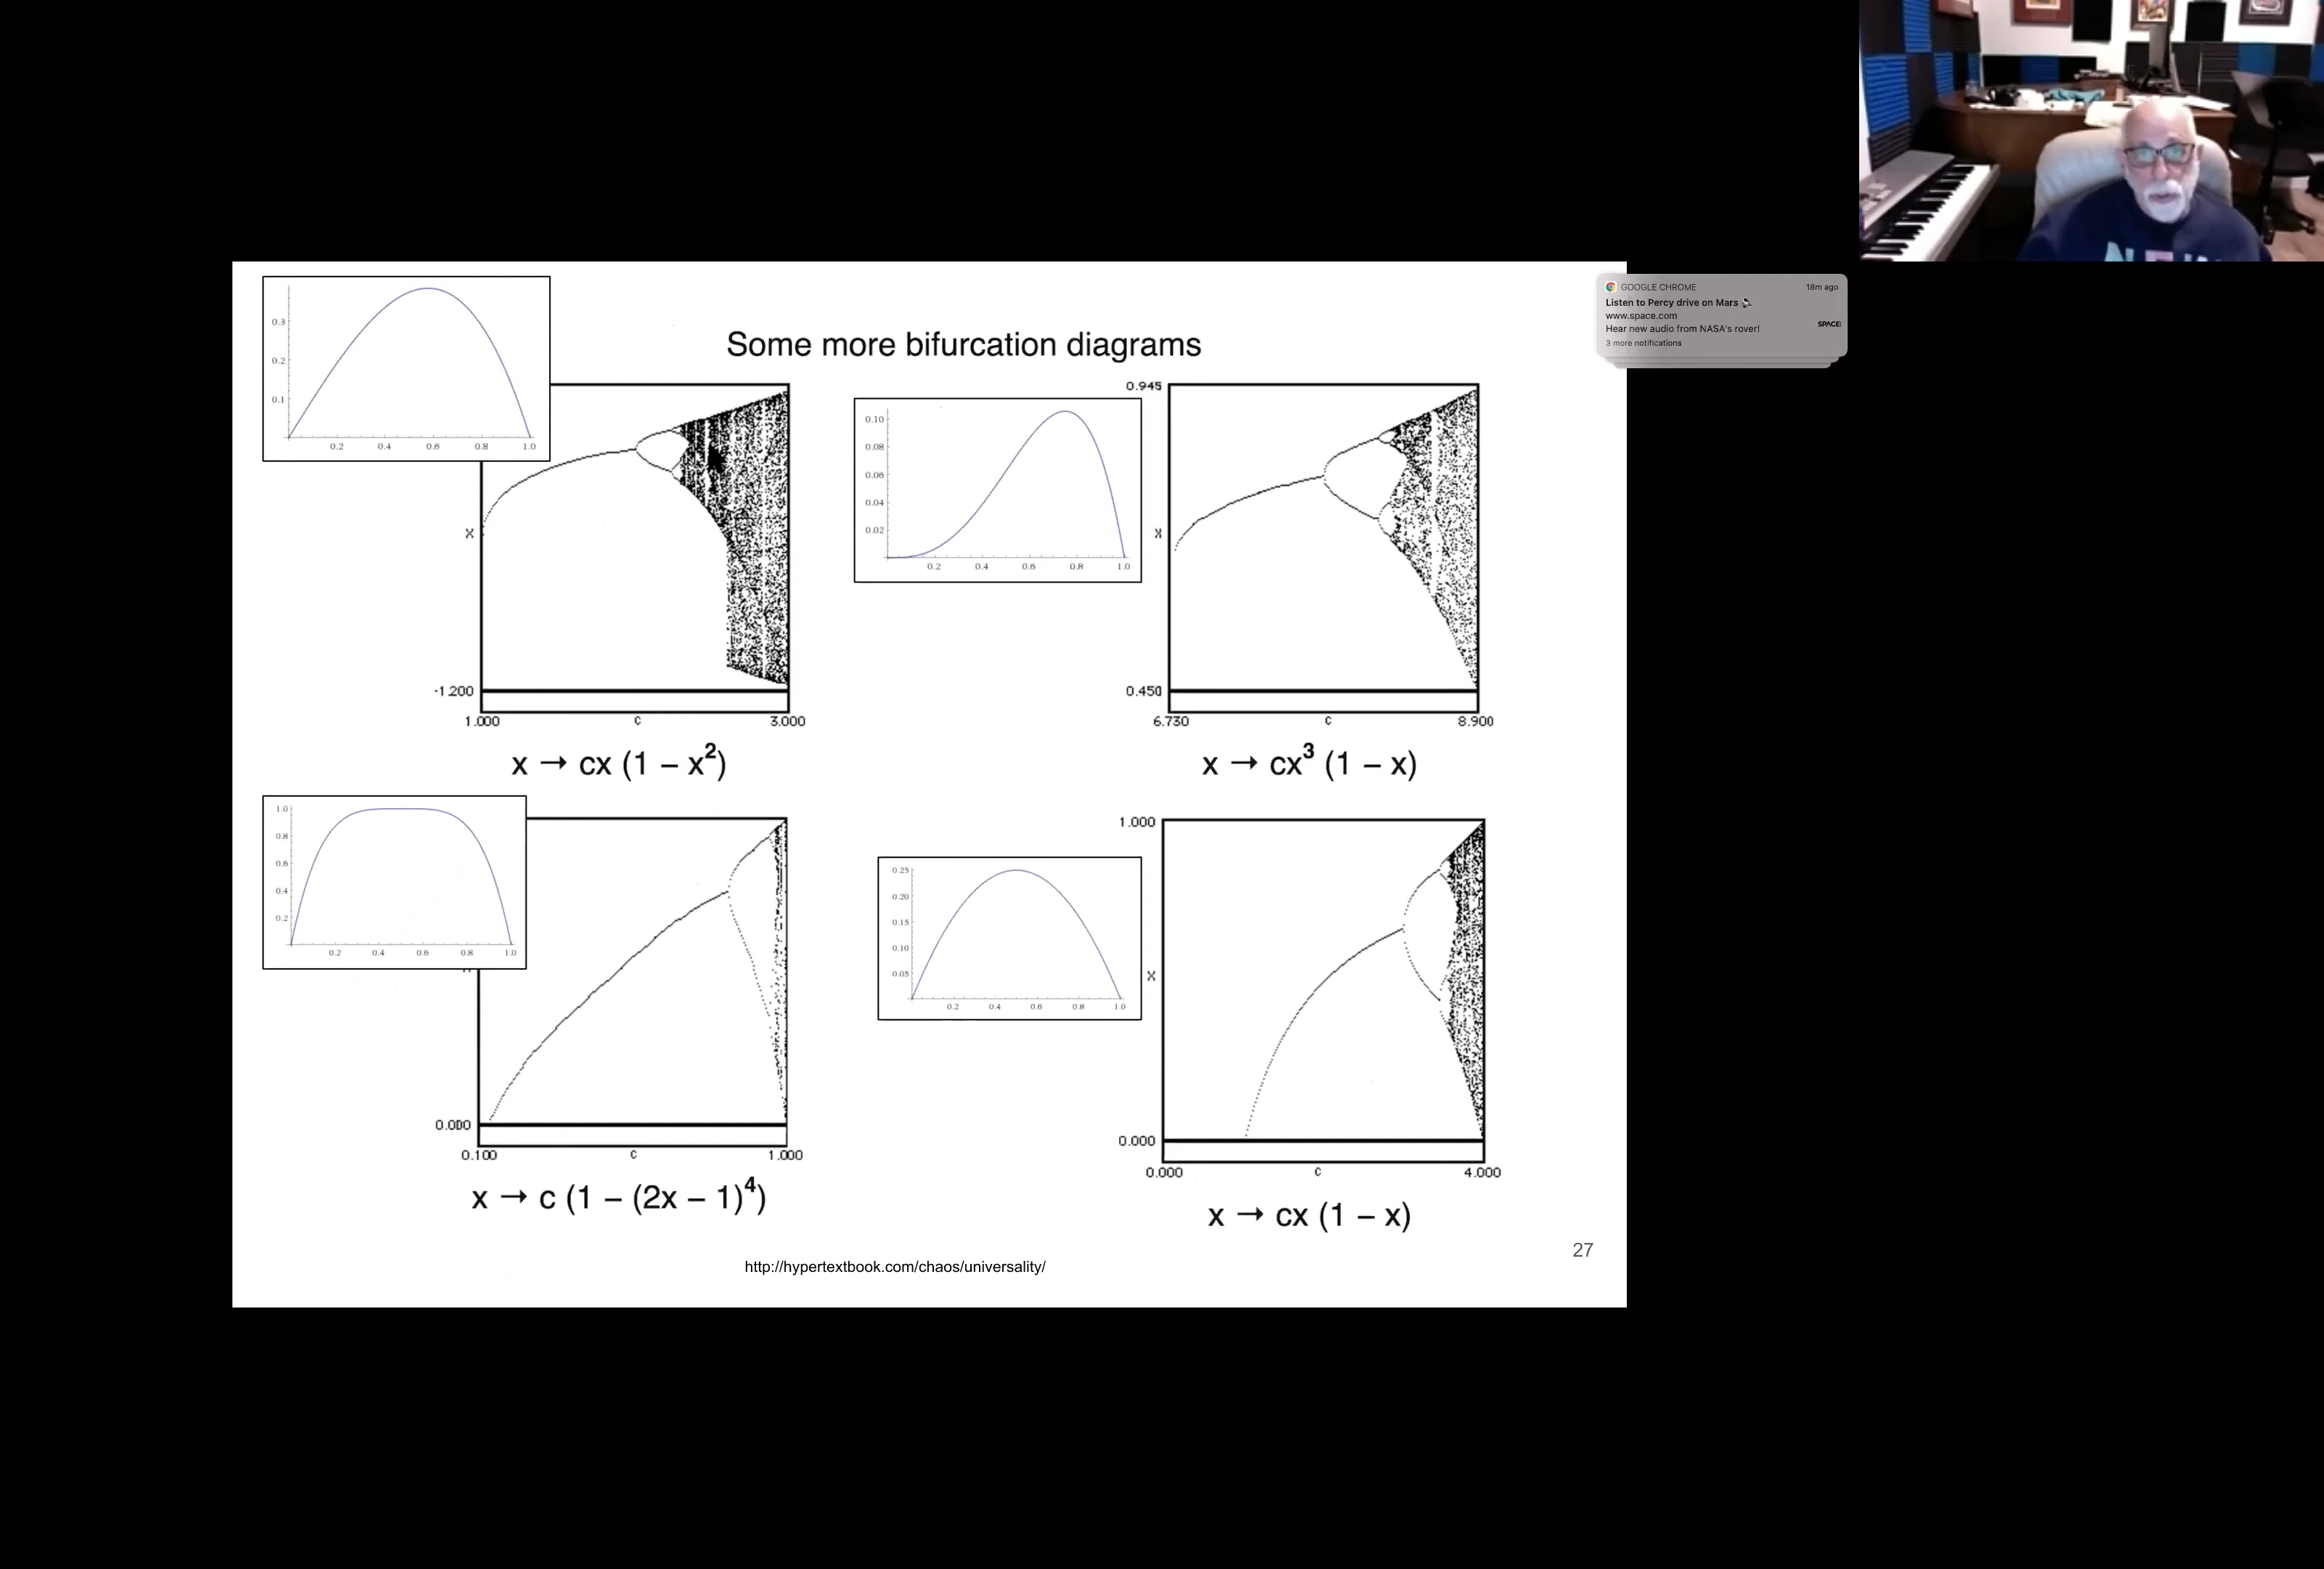 GOOGLE CHROME 18m ago
Listen to Percy drive on Mars 🔊
www.space.com
Hear new audio from NASA's rover!
SPACE
3 more notifications
Some more bifurcation diagrams
0.3
0.2
0.1
0.2 0.4 0.6 0.8 1.0
x
-1.200
1.000 c 3.000
x → cx (1 – x²)
0.10
0.08
0.06
0.04
0.02
0.2 0.4 0.6 0.8 1.0
0.945
x
0.450
6.730 c 8.900
x → cx³ (1 – x)
1.0
0.8
0.6
0.4
0.2
0.2 0.4 0.6 0.8 1.0
0.000
0.100 c 1.000
x → c (1 – (2x – 1)⁴)
0.25
0.20
0.15
0.10
0.05
0.2 0.4 0.6 0.8 1.0
1.000
x
0.000
0.000 c 4.000
x → cx (1 – x)
27
http://hypertextbook.com/chaos/universality/